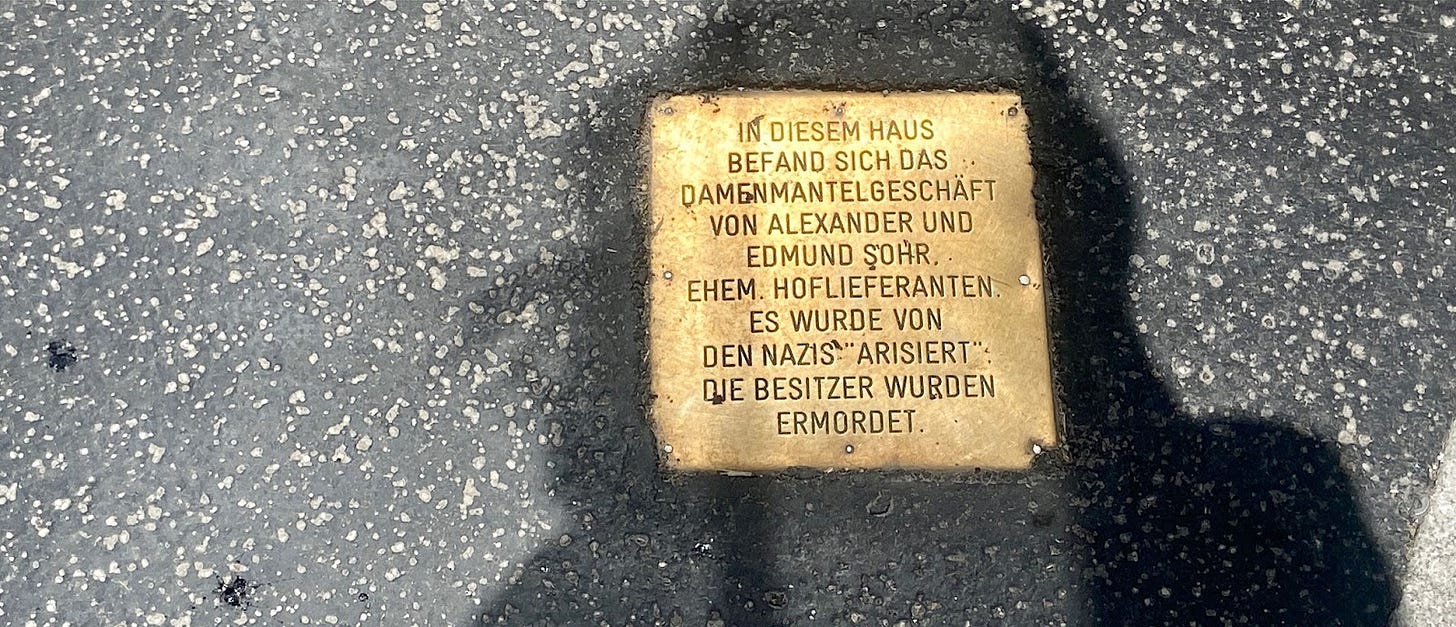 IN DIESEM HAUS
BEFAND SICH DAS
DAMENMANTELGESCHÄFT
VON ALEXANDER UND
EDMUND SOHR,
EHEM. HOFLIEFERANTEN.
ES WURDE VON
DEN NAZIS "ARISIERT".
DIE BESITZER WURDEN
ERMORDET.